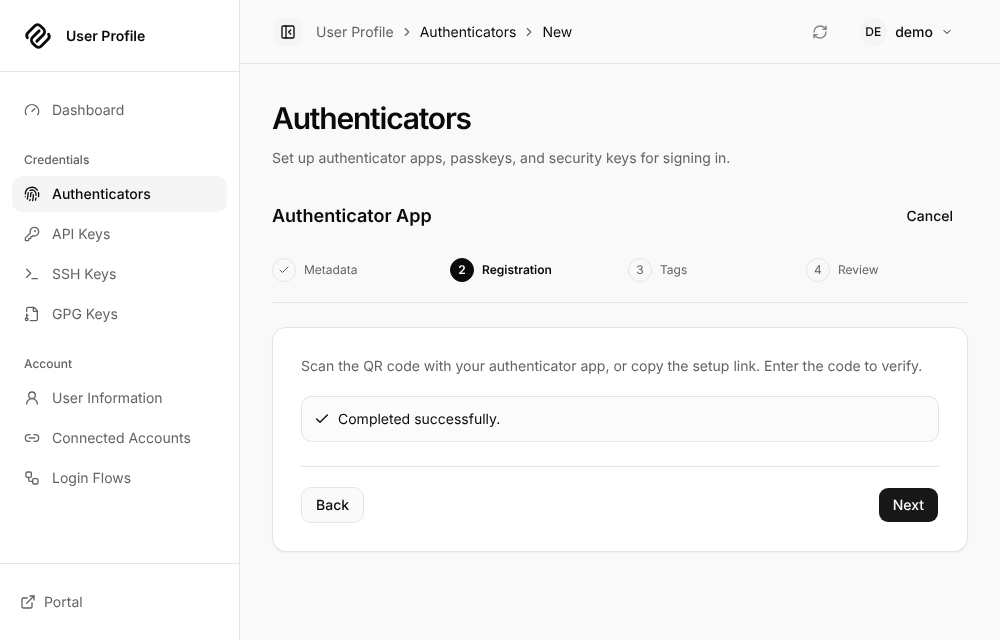 User Profile
Dashboard
Credentials
Authenticators
API Keys
SSH Keys
GPG Keys
Account
User Information
Connected Accounts
Login Flows
Portal
User Profile > Authenticators > New
DE demo
Authenticators
Set up authenticator apps, passkeys, and security keys for signing in.
Authenticator App
Cancel
Metadata
2 Registration
3 Tags
4 Review
Scan the QR code with your authenticator app, or copy the setup link. Enter the code to verify.
Completed successfully.
Back
Next